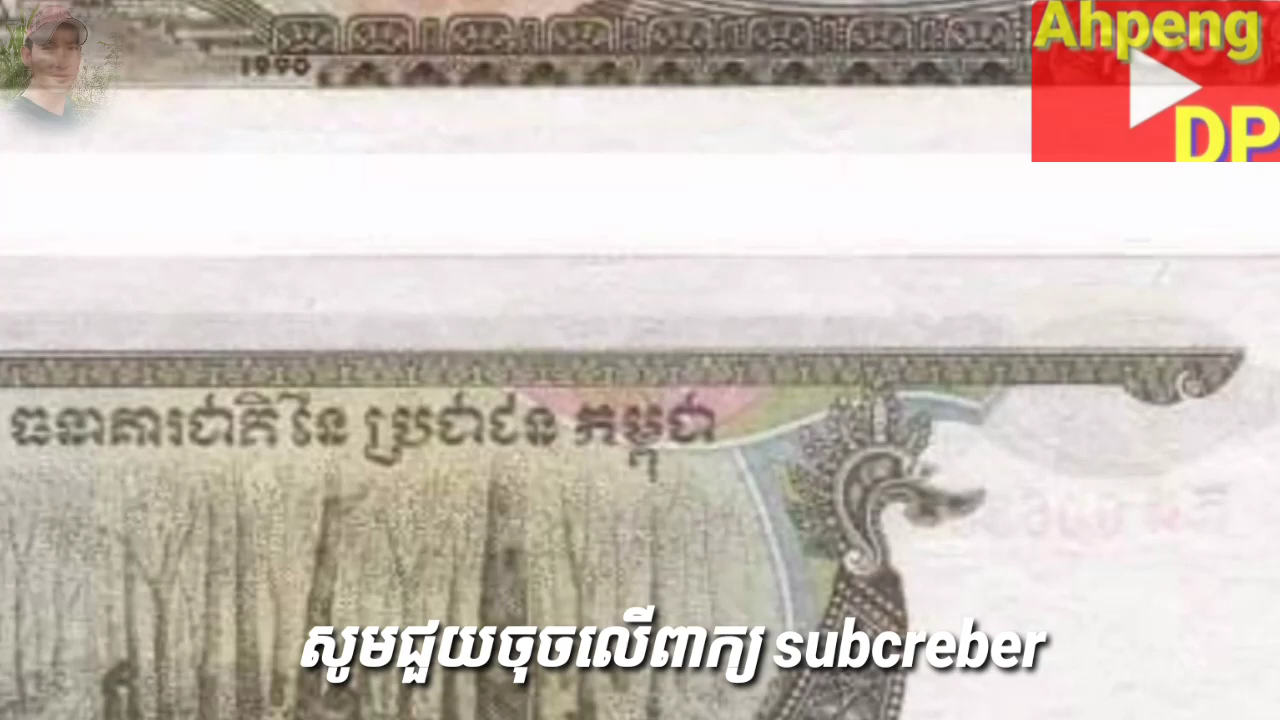 Ahpeng
DP
1990
ធនាគារជាតិ នៃ ប្រជាជន កម្ពុជា
សូមជួយចុចលើពាក្យ subcreber